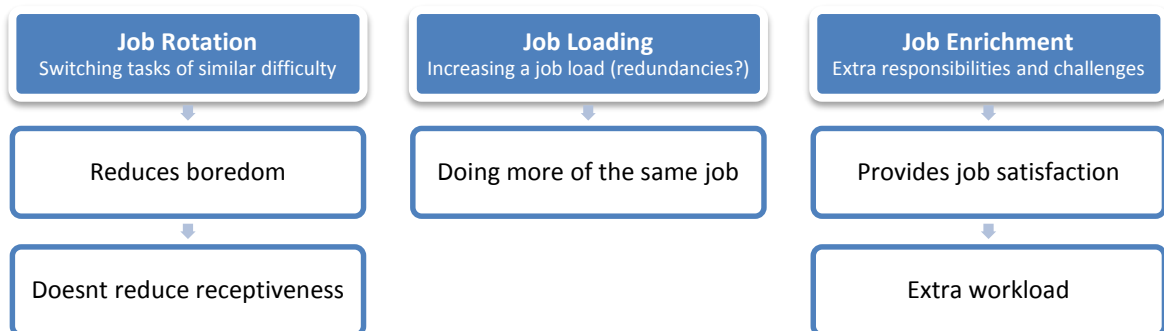 Job Rotation
Switching tasks of similar difficulty
Reduces boredom
Doesnt reduce receptiveness
Job Loading
Increasing a job load (redundancies?)
Doing more of the same job
Job Enrichment
Extra responsibilities and challenges
Provides job satisfaction
Extra workload